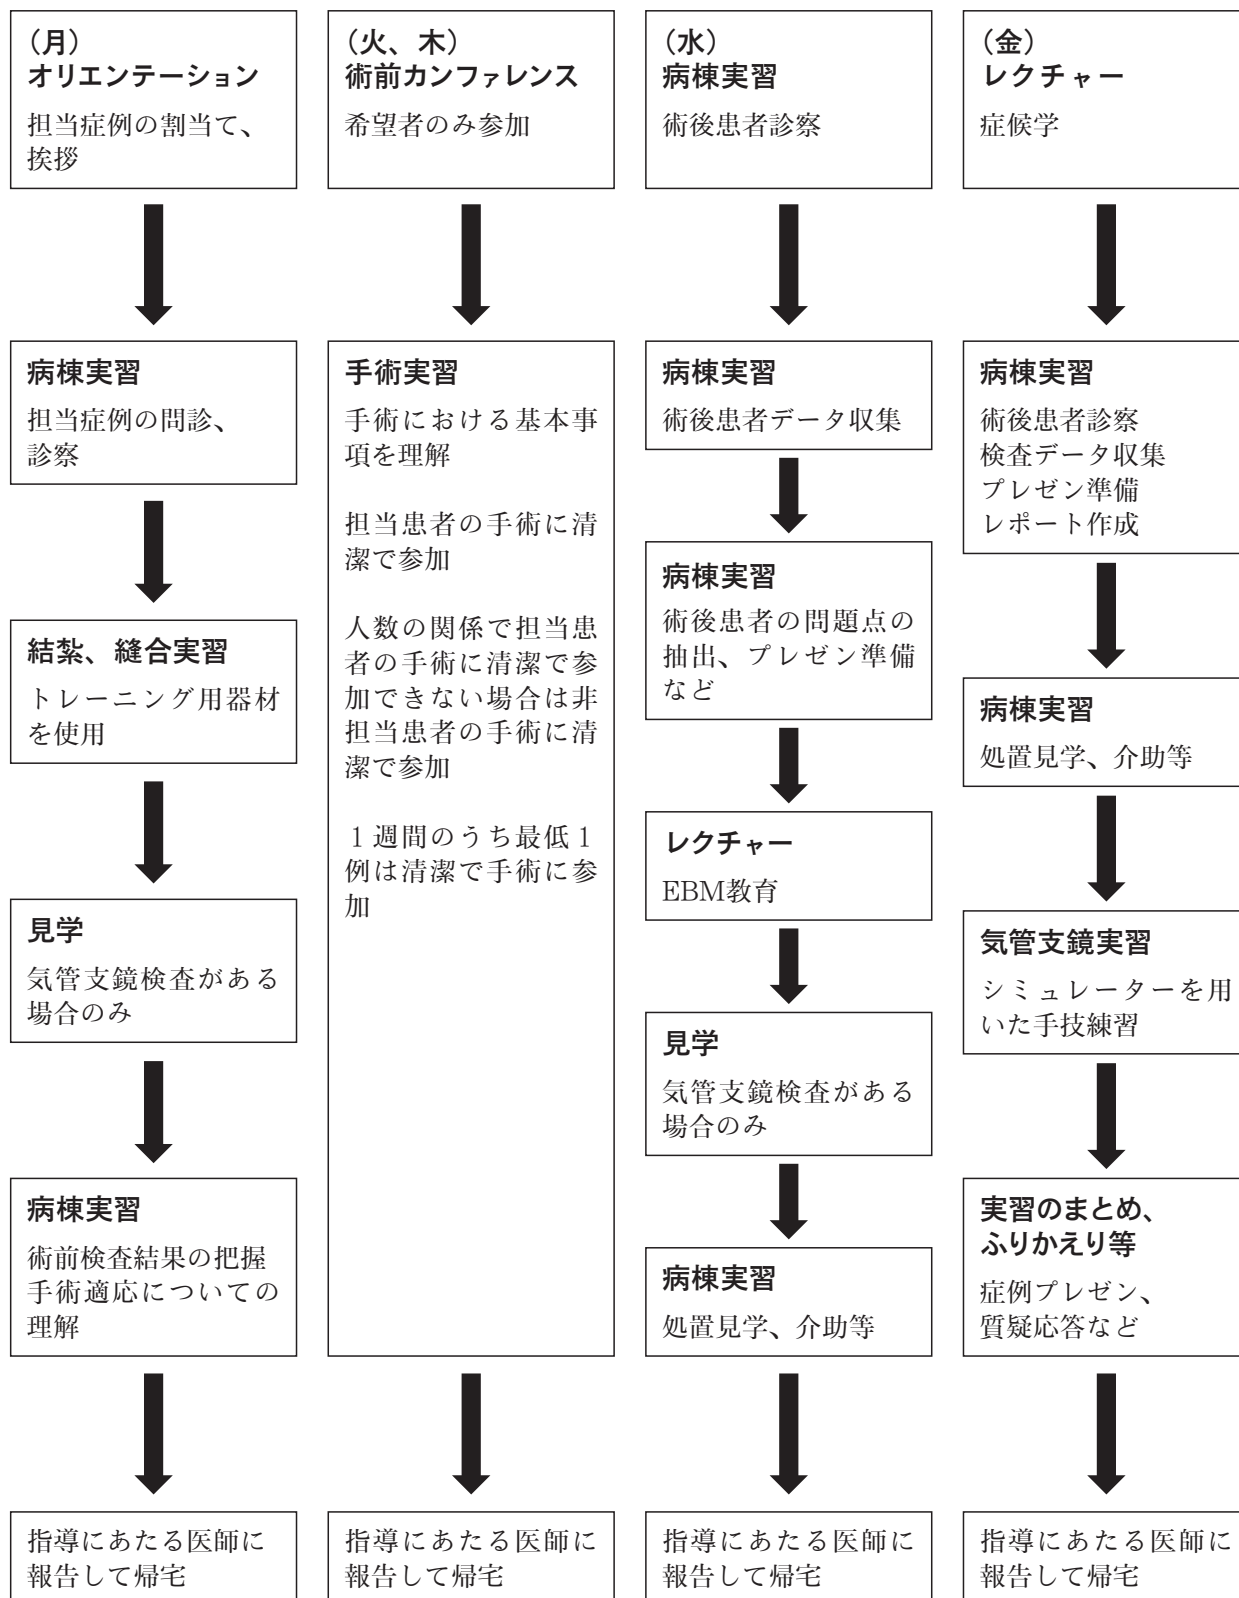 （月）
オリエンテーション
担当症例の割当て、
挨拶
病棟実習
担当症例の問診、
診察
結紮、縫合実習
トレーニング用器材
を使用
見学
気管支鏡検査がある
場合のみ
病棟実習
術前検査結果の把握
手術適応についての
理解
指導にあたる医師に
報告して帰宅
（火、木）
術前カンファレンス
希望者のみ参加
手術実習
手術における基本事
項を理解
担当患者の手術に清
潔で参加
人数の関係で担当患
者の手術に清潔で参
加できない場合は非
担当患者の手術に清
潔で参加
１週間のうち最低１
例は清潔で手術に参
加
指導にあたる医師に
報告して帰宅
（水）
病棟実習
術後患者診察
病棟実習
術後患者データ収集
病棟実習
術後患者の問題点の
抽出、プレゼン準備
など
レクチャー
EBM教育
見学
気管支鏡検査がある
場合のみ
病棟実習
処置見学、介助等
指導にあたる医師に
報告して帰宅
（金）
レクチャー
症候学
病棟実習
術後患者診察
検査データ収集
プレゼン準備
レポート作成
病棟実習
処置見学、介助等
気管支鏡実習
シミュレーターを用
いた手技練習
実習のまとめ、
ふりかえり等
症例プレゼン、
質疑応答など
指導にあたる医師に
報告して帰宅